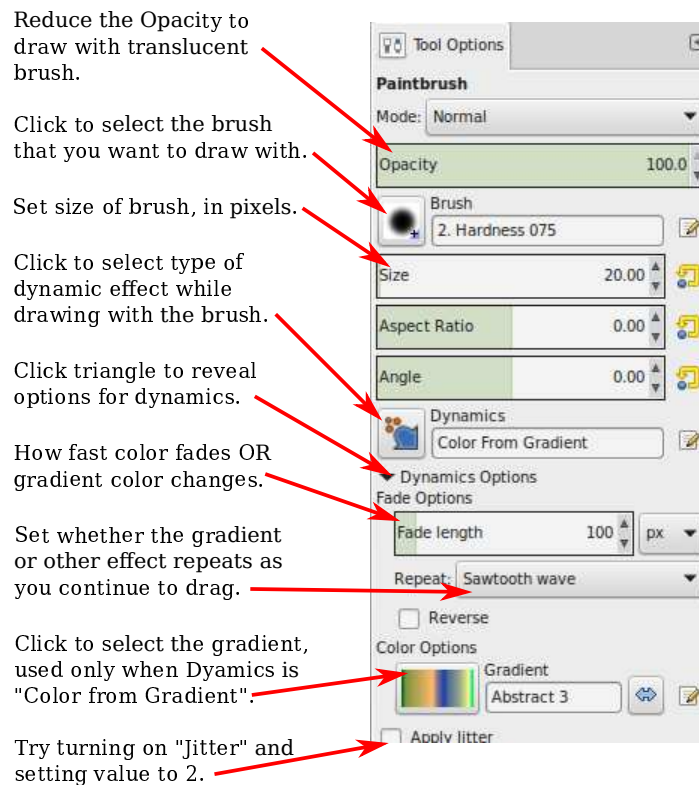 Reduce the Opacity to
draw with translucent
brush.
Click to select the brush
that you want to draw with.
Set size of brush, in pixels.
Click to select type of
dynamic effect while
drawing with the brush.
Click triangle to reveal
options for dynamics.
How fast color fades OR
gradient color changes.
Set whether the gradient
or other effect repeats as
you continue to drag.
Click to select the gradient,
used only when Dyamics is
"Color from Gradient".
Try turning on "Jitter" and
setting value to 2.
Tool Options
Paintbrush
Mode: Normal
Opacity 100.0
Brush
2. Hardness 075
Size 20.00
Aspect Ratio 0.00
Angle 0.00
Dynamics
Color From Gradient
Dynamics Options
Fade Options
Fade length 100 px
Repeat: Sawtooth wave
Reverse
Color Options
Gradient
Abstract 3
Apply Jitter